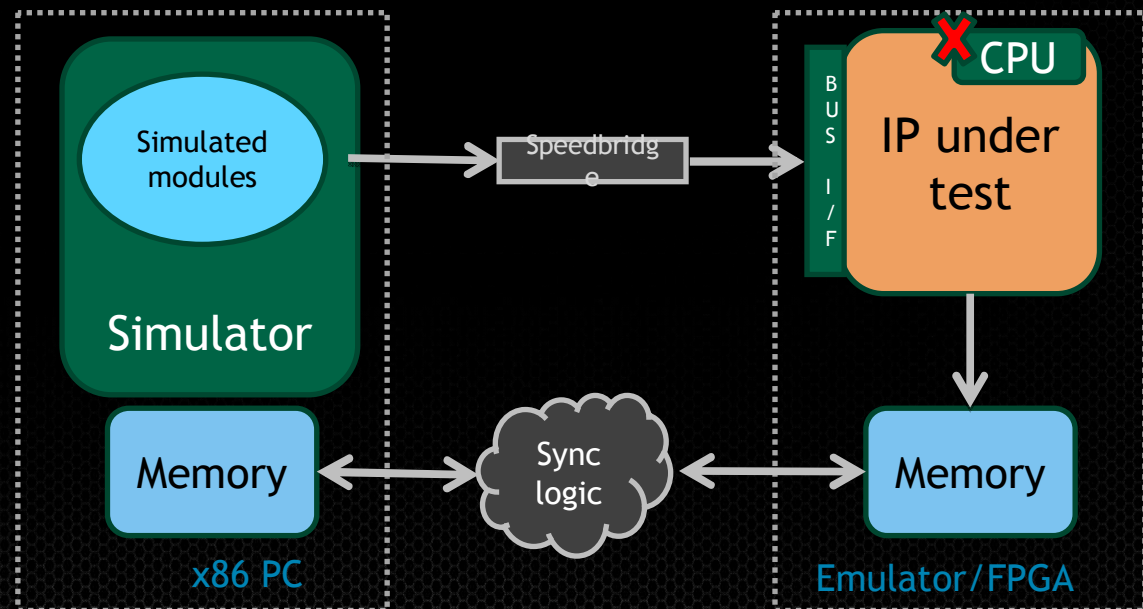 Simulated
modules
Simulator
Memory
x86 PC
Speedbridg
e
Sync
logic
B
U
S
I
/
F
CPU
IP under
test
Memory
Emulator/FPGA